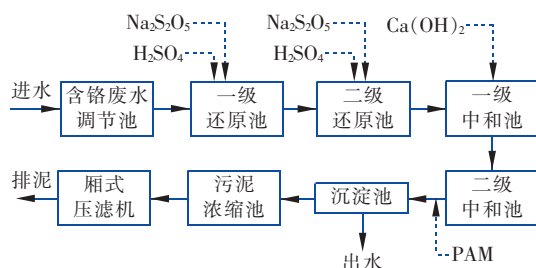 Na₂S₂O₅
H₂SO₄
Na₂S₂O₅
H₂SO₄
Ca(OH)₂
进水
含铬废水
调节池
一级
还原池
二级
还原池
一级
中和池
排泥
厢式
压滤机
污泥
浓缩池
沉淀池
二级
中和池
出水
PAM